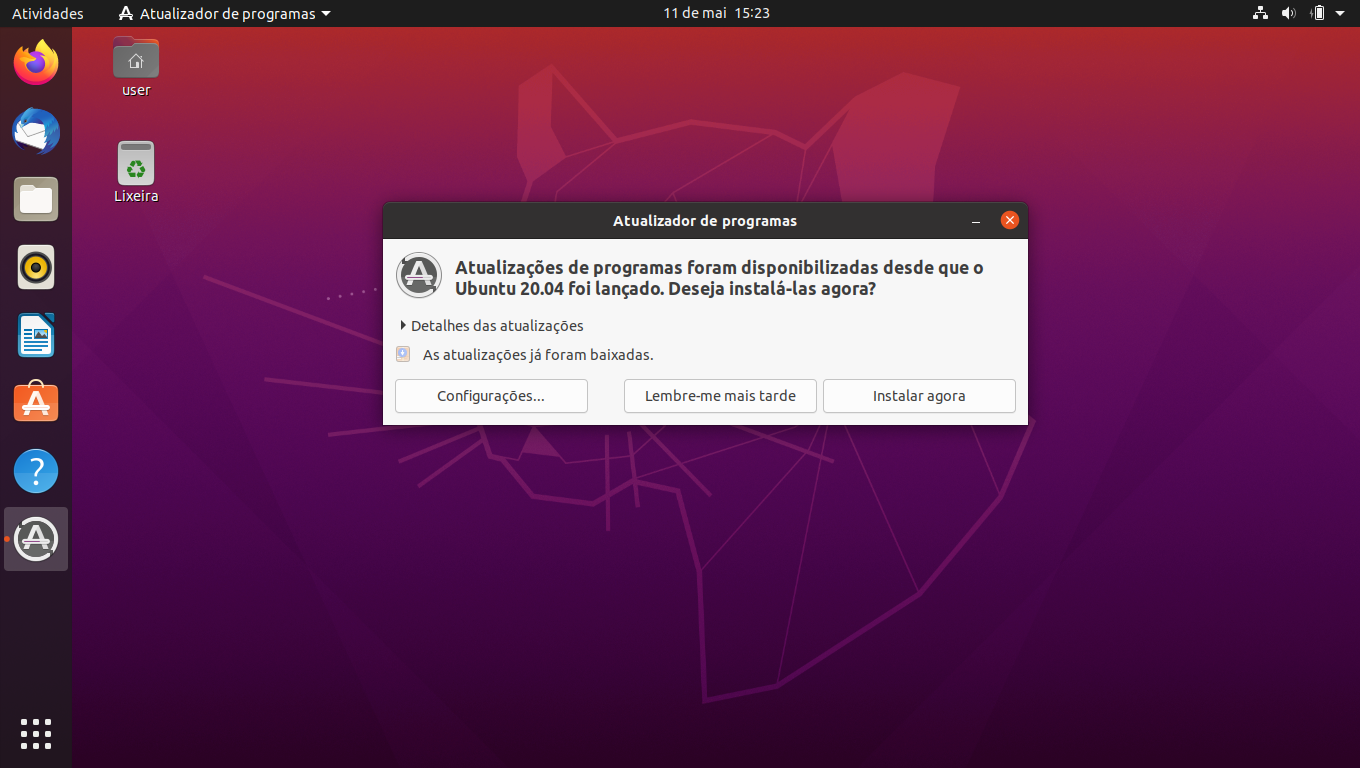 Atividades
Atualizador de programas
11 de mai 15:23
user
Lixeira
Atualizador de programas
Atualizações de programas foram disponibilizadas desde que o
Ubuntu 20.04 foi lançado. Deseja instalá-las agora?
Detalhes das atualizações
As atualizações já foram baixadas.
Configurações...
Lembre-me mais tarde
Instalar agora